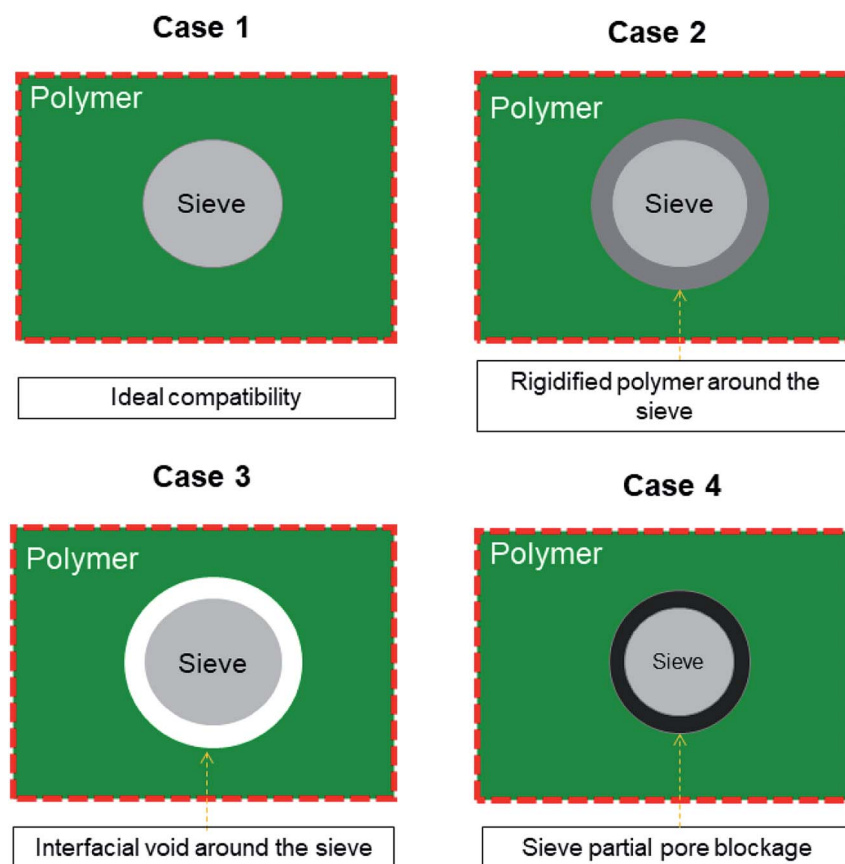 Case 1
Polymer
Sieve
Ideal compatibility
Case 2
Polymer
Sieve
Rigidified polymer around the
sieve
Case 3
Polymer
Sieve
Interfacial void around the sieve
Case 4
Polymer
Sieve
Sieve partial pore blockage